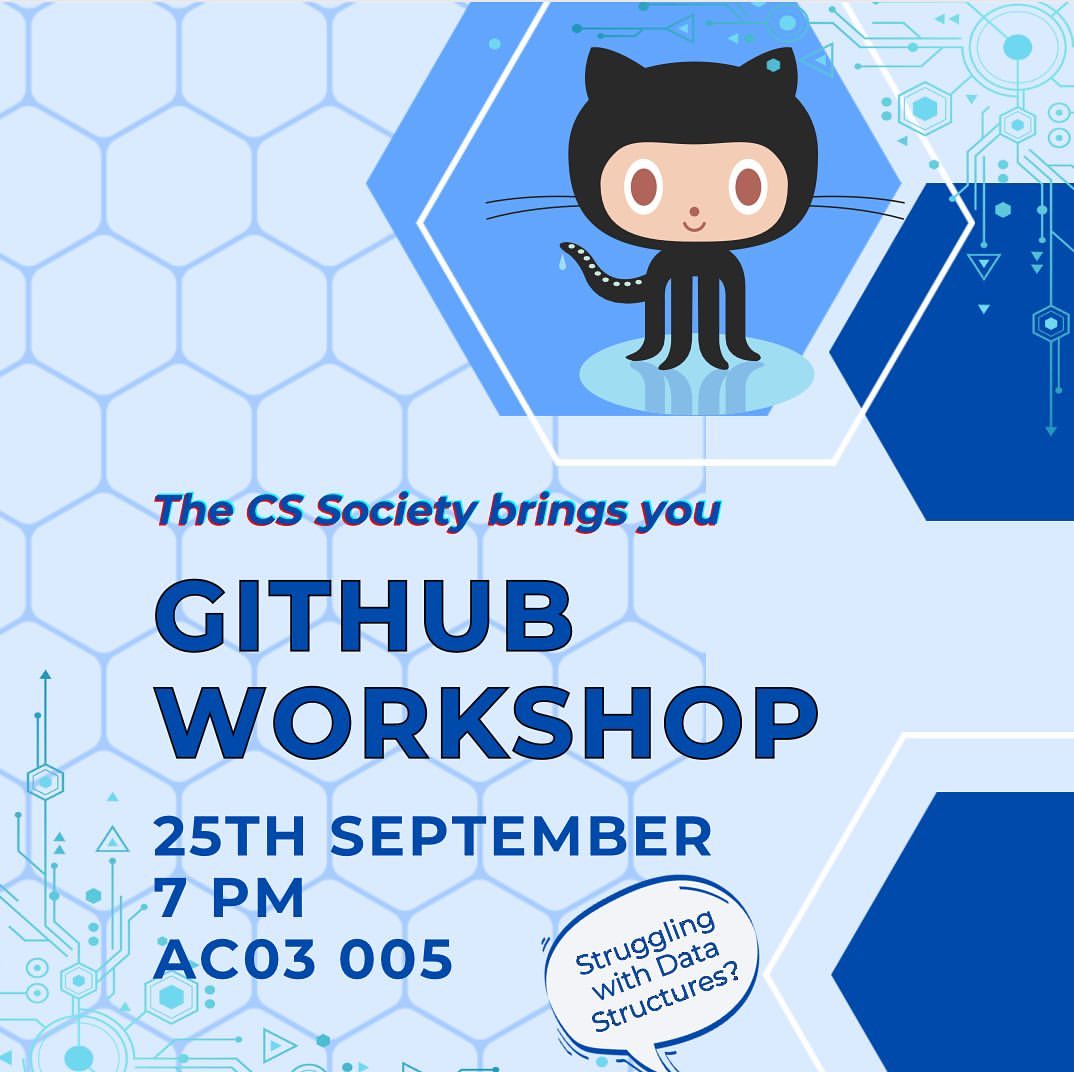 The CS Society brings you
GITHUB
WORKSHOP
25TH SEPTEMBER
7 PM
AC03 005
Struggling
with Data
Structures?